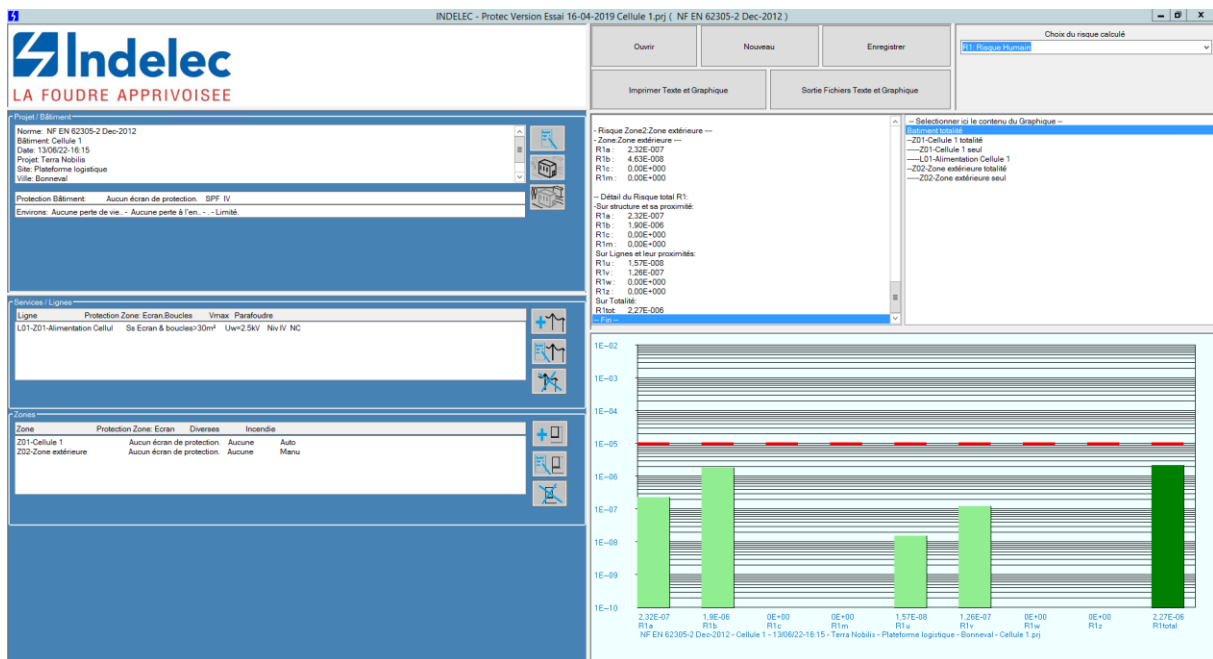 INDELEC - Protec Version Essai 16-04-2019 Cellule 1.prj ( NF EN 62305-2 Dec-2012 )
Indelec
LA FOUDRE APPRIVOISEE
Ouvrir
Nouveau
Enregistrer
Imprimer Texte et Graphique
Sortie Fichiers Texte et Graphique
Choix du risque calculé
R1: Risque Humain
Projet / Bâtiment
Norme: NF EN 62305-2 Dec-2012
Bâtiment: Cellule 1
Date: 13/06/22-16:15
Projet: Terra Nobilis
Site: Plateforme logistique
Ville: Bonneval
Protection Bâtiment: Aucun écran de protection. SPF IV
Environs: Aucune perte de vie.. - Aucune perte à l'en.. - . - Limité.
Services / Lignes
Ligne Protection Zone: Ecran,Boucles Vmax Parafoudre
L01-Z01-Alimentation Cellul Sa Ecran & boucles>30m² Uw=2.5kV Niv IV NC
Zones
Zone Protection Zone: Ecran Diverses Incendie
Z01-Cellule 1 Aucun écran de protection. Aucune Auto
Z02-Zone extérieure Aucun écran de protection. Aucune Manu
- Risque Zone2:Zone extérieure ---
- Zone:Zone extérieure ---
R1a : 2,32E-007
R1b : 4,63E-008
R1c : 0,00E+000
R1m : 0,00E+000
-- Détail du Risque total R1:
-Sur structure et sa proximité:
R1a : 2,32E-007
R1b : 1,90E-006
R1c : 0,00E+000
R1m : 0,00E+000
Sur Lignes et leur proximités:
R1u : 1,57E-008
R1v : 1,26E-007
R1w : 0,00E+000
R1z : 0,00E+000
Sur Totalité:
R1tot: 2,27E-006
-- Fin --
-- Selectionner ici le contenu du Graphique --
Batiment totalité
--Z01-Cellule 1 totalité
-----Z01-Cellule 1 seul
-----L01-Alimentation Cellule 1
--Z02-Zone extérieure totalité
-----Z02-Zone extérieure seul
1E-02
1E-03
1E-04
1E-05
1E-06
1E-07
1E-08
1E-09
1E-10
2,32E-07 1,9E-06 0E+00 0E+00 1,57E-08 1,26E-07 0E+00 0E+00 2,27E-06
R1a R1b R1c R1m R1u R1v R1w R1z R1total
NF EN 62305-2 Dec-2012 - Cellule 1 - 13/06/22-16:15 - Terra Nobilis - Plateforme logistique - Bonneval - Cellule 1.prj